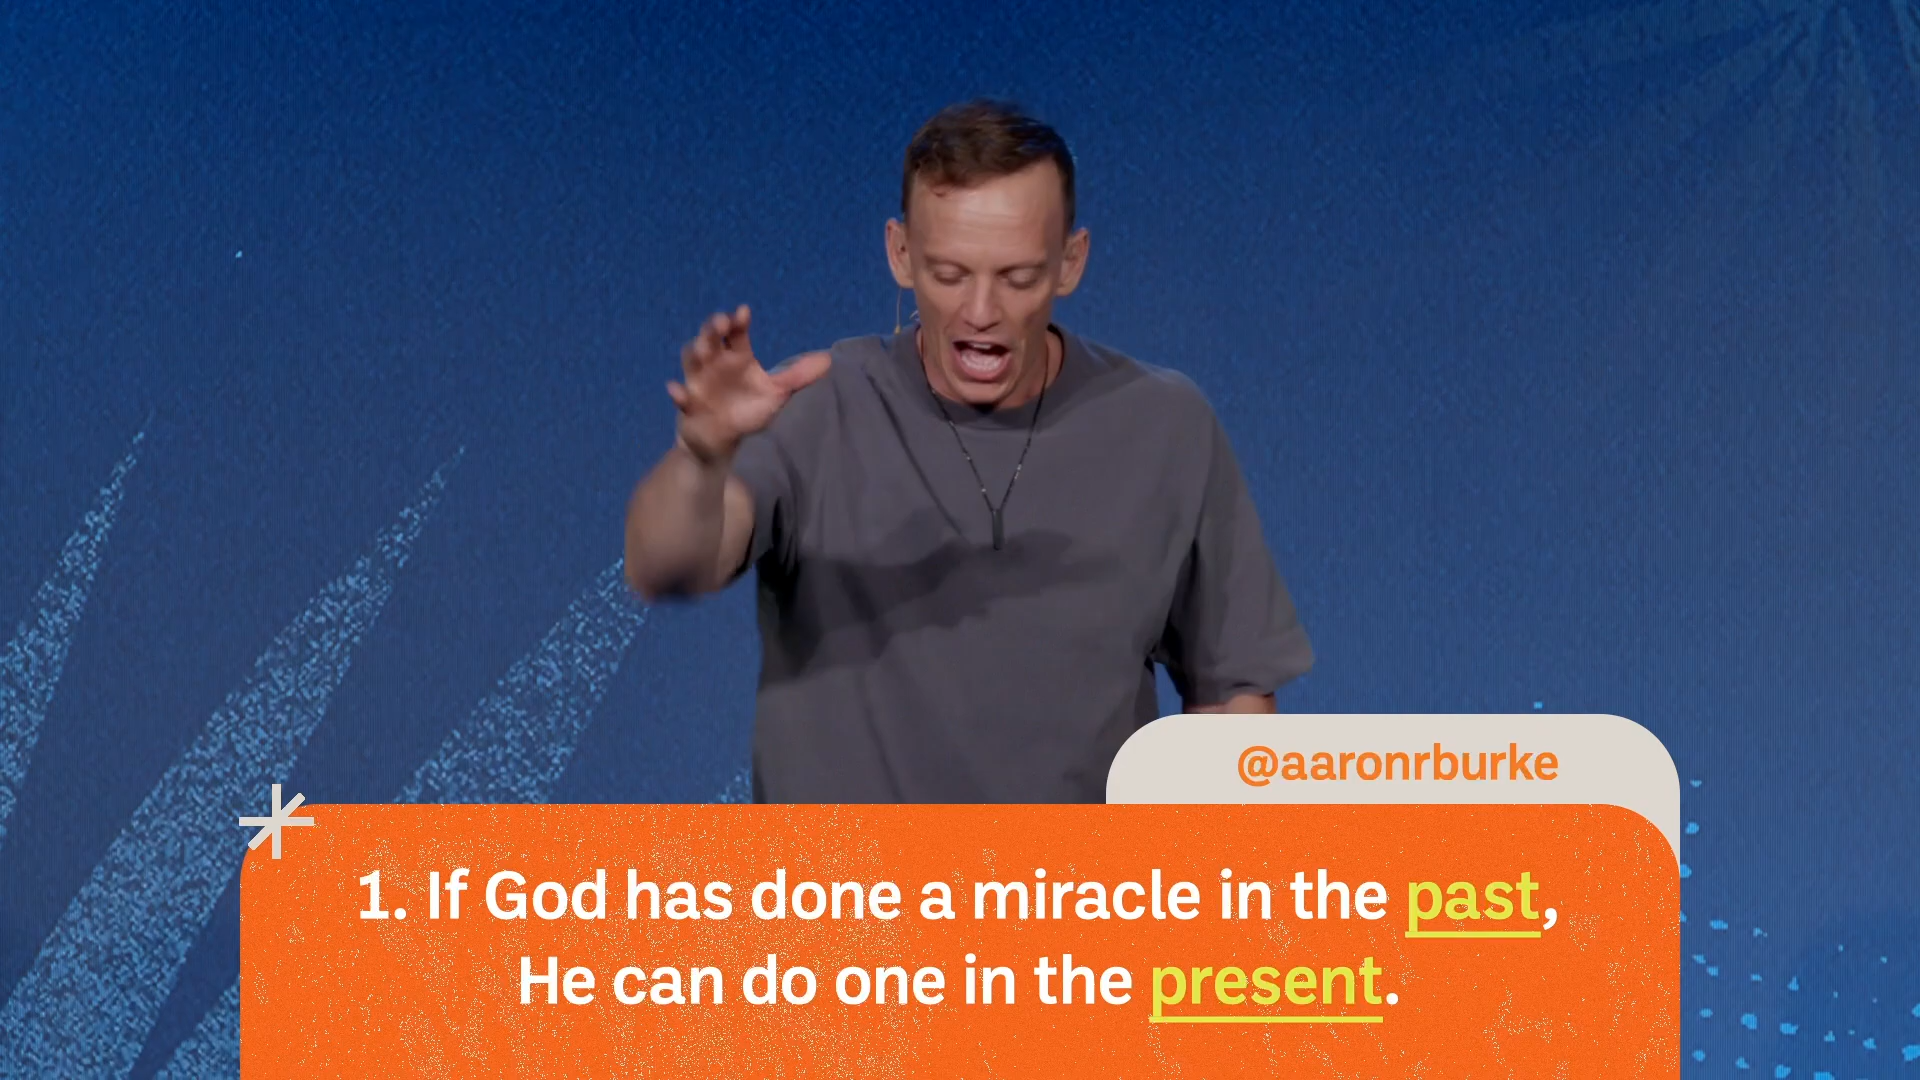 @aaronrburke
1. If God has done a miracle in the past,
He can do one in the present.